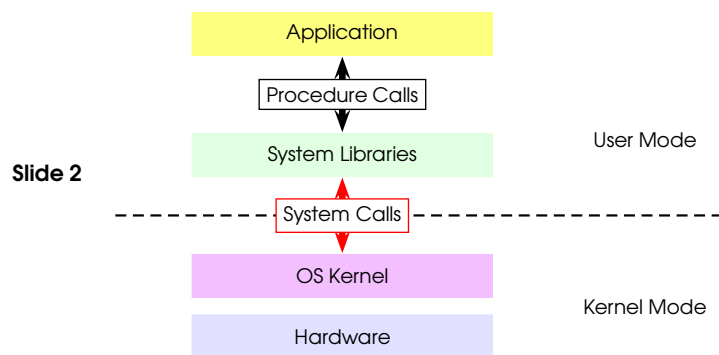 Application
Procedure Calls
System Libraries
User Mode
Slide 2
System Calls
OS Kernel
Kernel Mode
Hardware